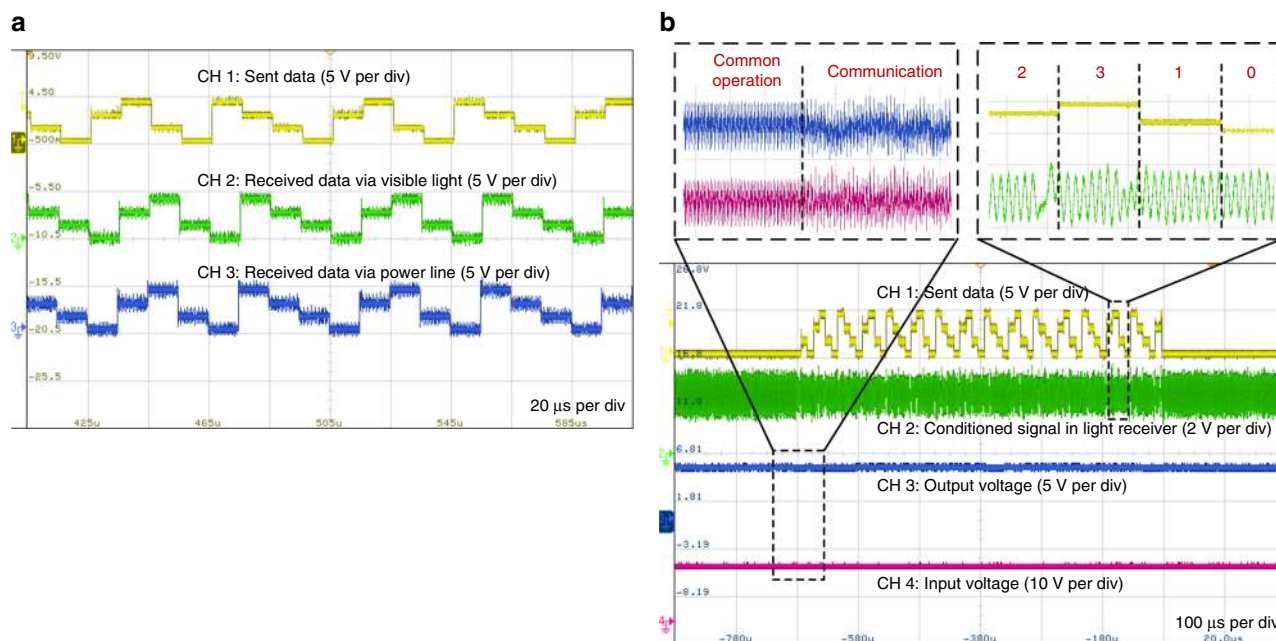 a
9.50V
CH 1: Sent data (5 V per div)
4.50
-500m
CH 2: Received data via visible light (5 V per div)
-5.50
-10.5
CH 3: Received data via power line (5 V per div)
-15.5
-20.5
-25.5
20 μs per div
425u
465u
505u
545u
585us
b
Common operation
Communication
2
3
1
0
CH 1: Sent data (5 V per div)
21.8
16.8
11.8
CH 2: Conditioned signal in light receiver (2 V per div)
6.81
CH 3: Output voltage (5 V per div)
1.81
-3.19
CH 4: Input voltage (10 V per div)
-8.19
100 μs per div
-780u
-580u
-380u
-180u